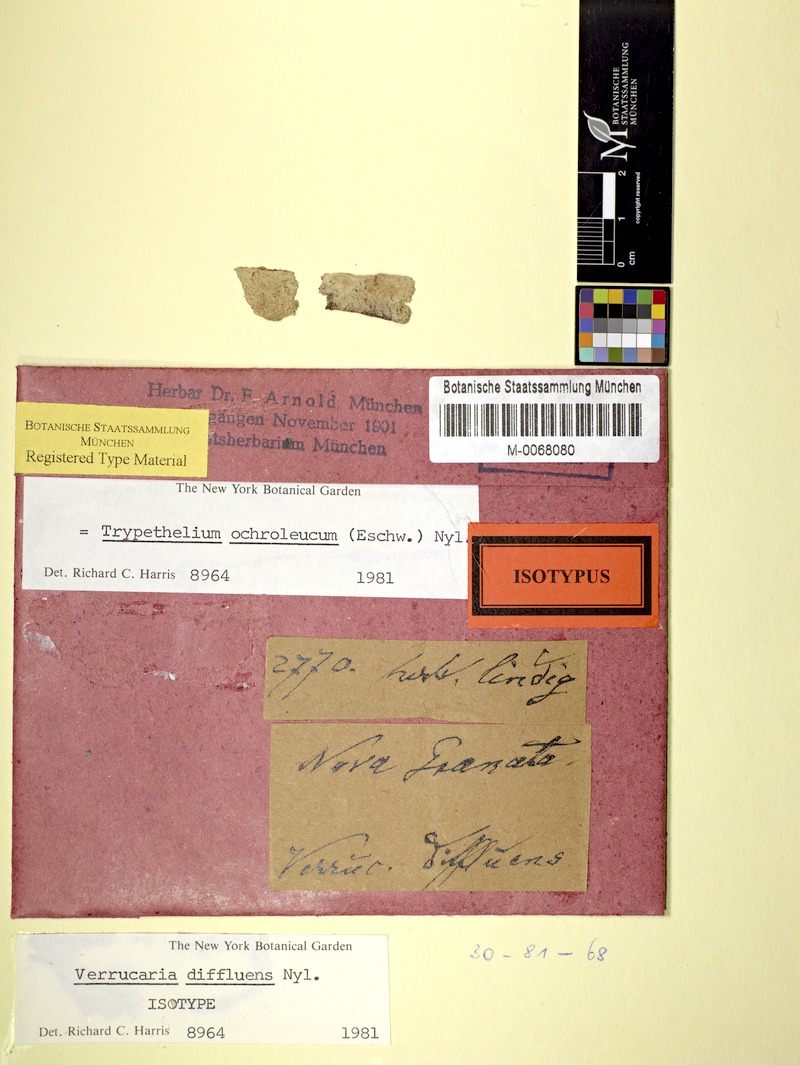 BOTANISCHE
STAATSSAMMLUNG
MÜNCHEN
copyright reserved
0 1 2
cm
Herbar Dr. F. Arnold, München
gangen November 1901
tsherbarium München
BOTANISCHE STAATSSAMMLUNG
MÜNCHEN
Registered Type Material
Botanische Staatssammlung München
M-0068080
The New York Botanical Garden
= Trypethelium ochroleucum (Eschw.) Nyl.
Det. Richard C. Harris 8964 1981
ISOTYPUS
2770. herb. Lindig
Nova Granata.
Verruc. diffluens
30-81-68
The New York Botanical Garden
Verrucaria diffluens Nyl.
ISOTYPE
Det. Richard C. Harris 8964 1981